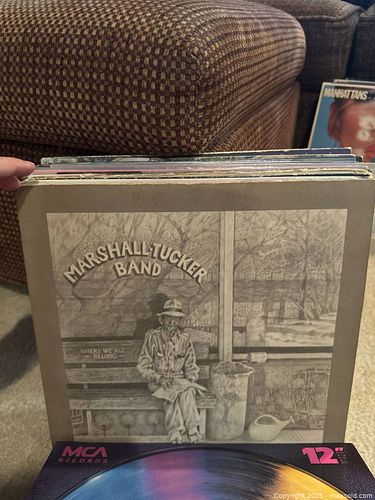 MANHATTANS
MARSHALL TUCKER
BAND
WHERE WE ALL
BELONG
MCA
RECORDS
12"
Copyright 2025 - maxsold.com